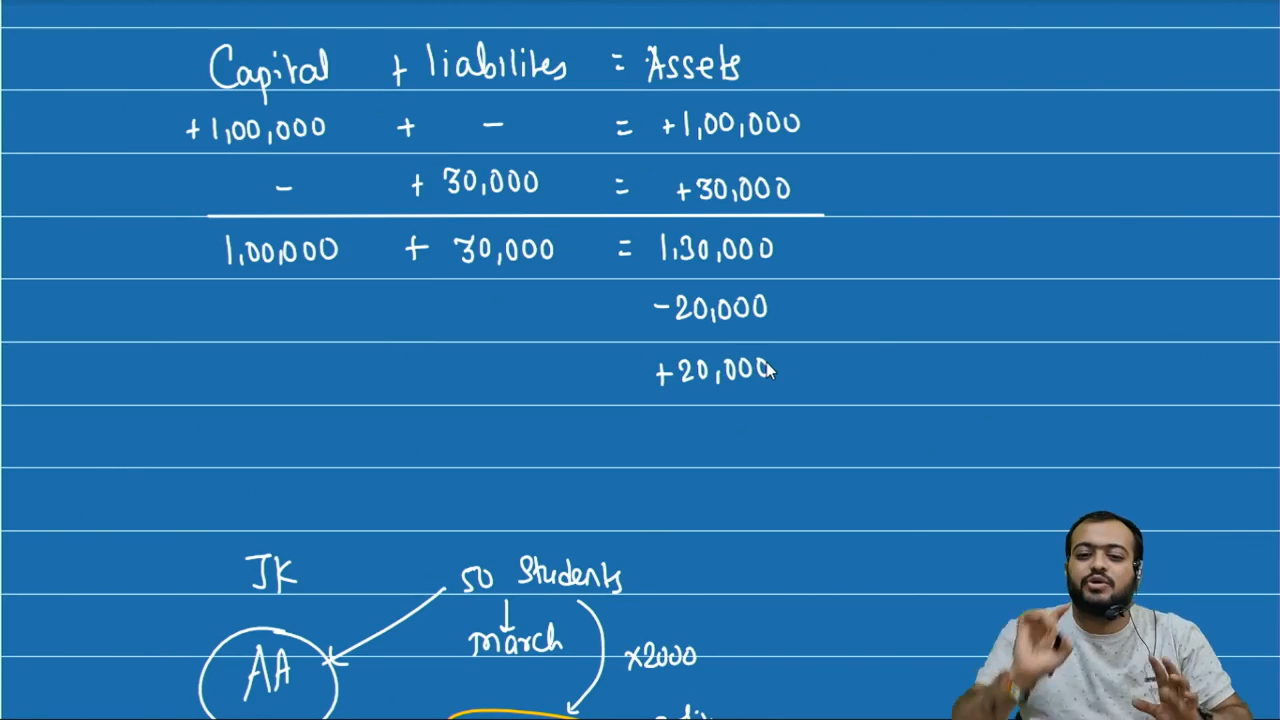 Capital + liabilites = Assets
+1,00,000 + - = +1,00,000
- + 30,000 = +30,000
1,00,000 + 30,000 = 1,30,000
-20,000
+20,000
JK 50 Students
march
x2000
AA